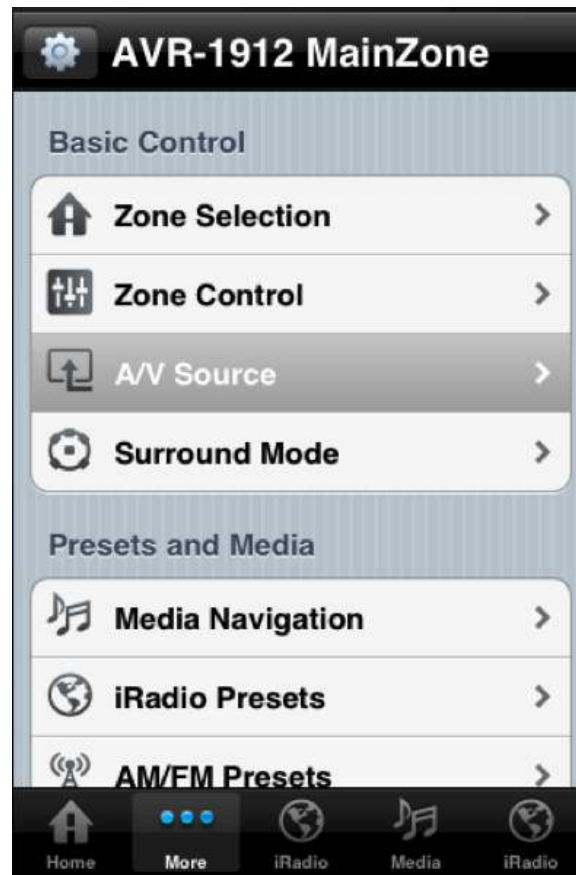 AVR-1912 MainZone
Basic Control
Zone Selection
Zone Control
A/V Source
Surround Mode
Presets and Media
Media Navigation
iRadio Presets
AM/FM Presets
Home More iRadio Media iRadio